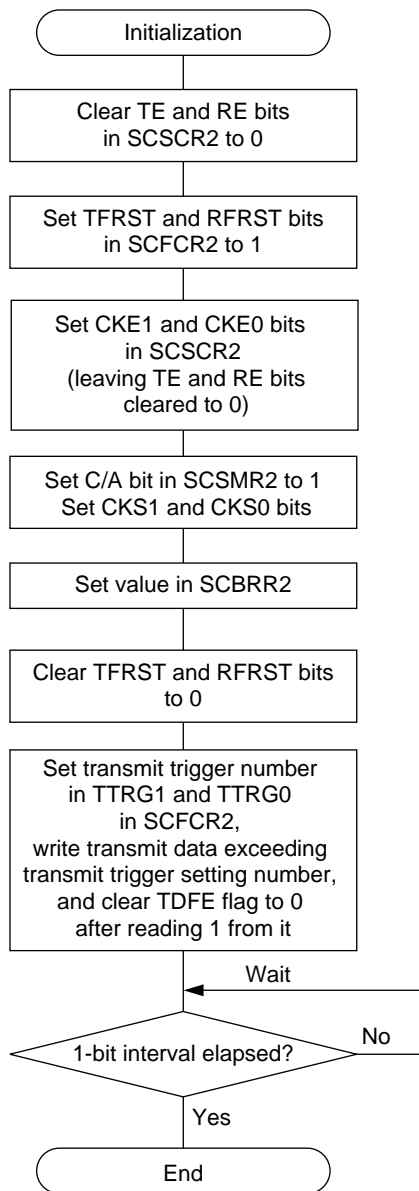 Initialization
Clear TE and RE bits
in SCSCR2 to 0
Set TFRST and RFRST bits
in SCFCR2 to 1
Set CKE1 and CKE0 bits
in SCSCR2
(leaving TE and RE bits
cleared to 0)
Set C/A bit in SCSMR2 to 1
Set CKS1 and CKS0 bits
Set value in SCBRR2
Clear TFRST and RFRST bits
to 0
Set transmit trigger number
in TTRG1 and TTRG0
in SCFCR2,
write transmit data exceeding
transmit trigger setting number,
and clear TDFE flag to 0
after reading 1 from it
Wait
1-bit interval elapsed?
No
Yes
End